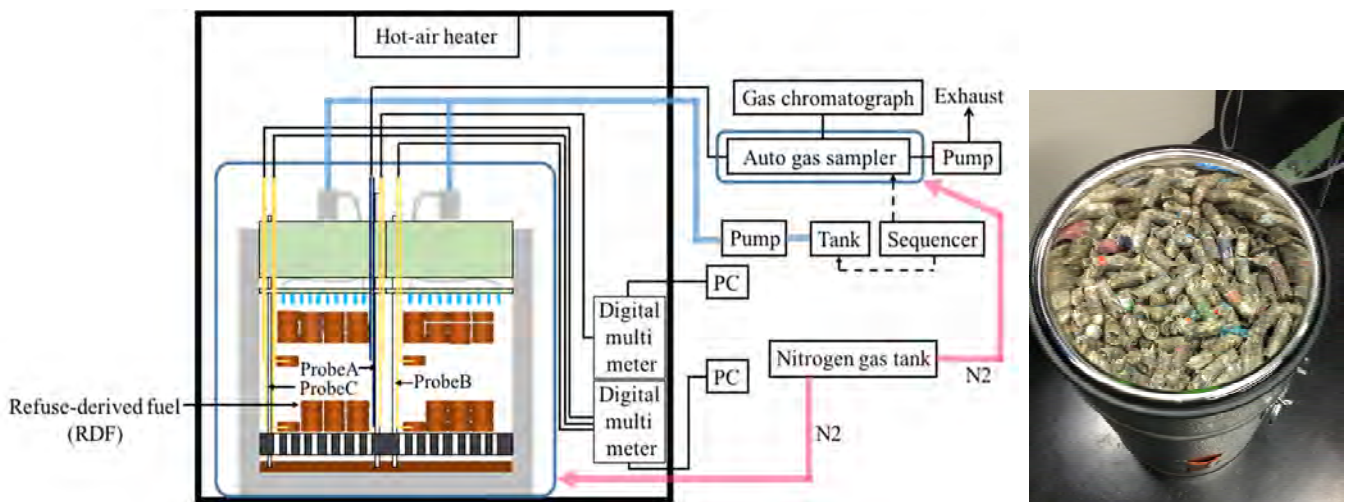 Hot-air heater
Gas chromatograph
Exhaust
Auto gas sampler
Pump
Pump
Tank
Sequencer
PC
Digital
multi
meter
Nitrogen gas tank
N2
PC
ProbeA
ProbeC
ProbeB
Digital
multi
meter
Refuse-derived fuel
(RDF)
N2